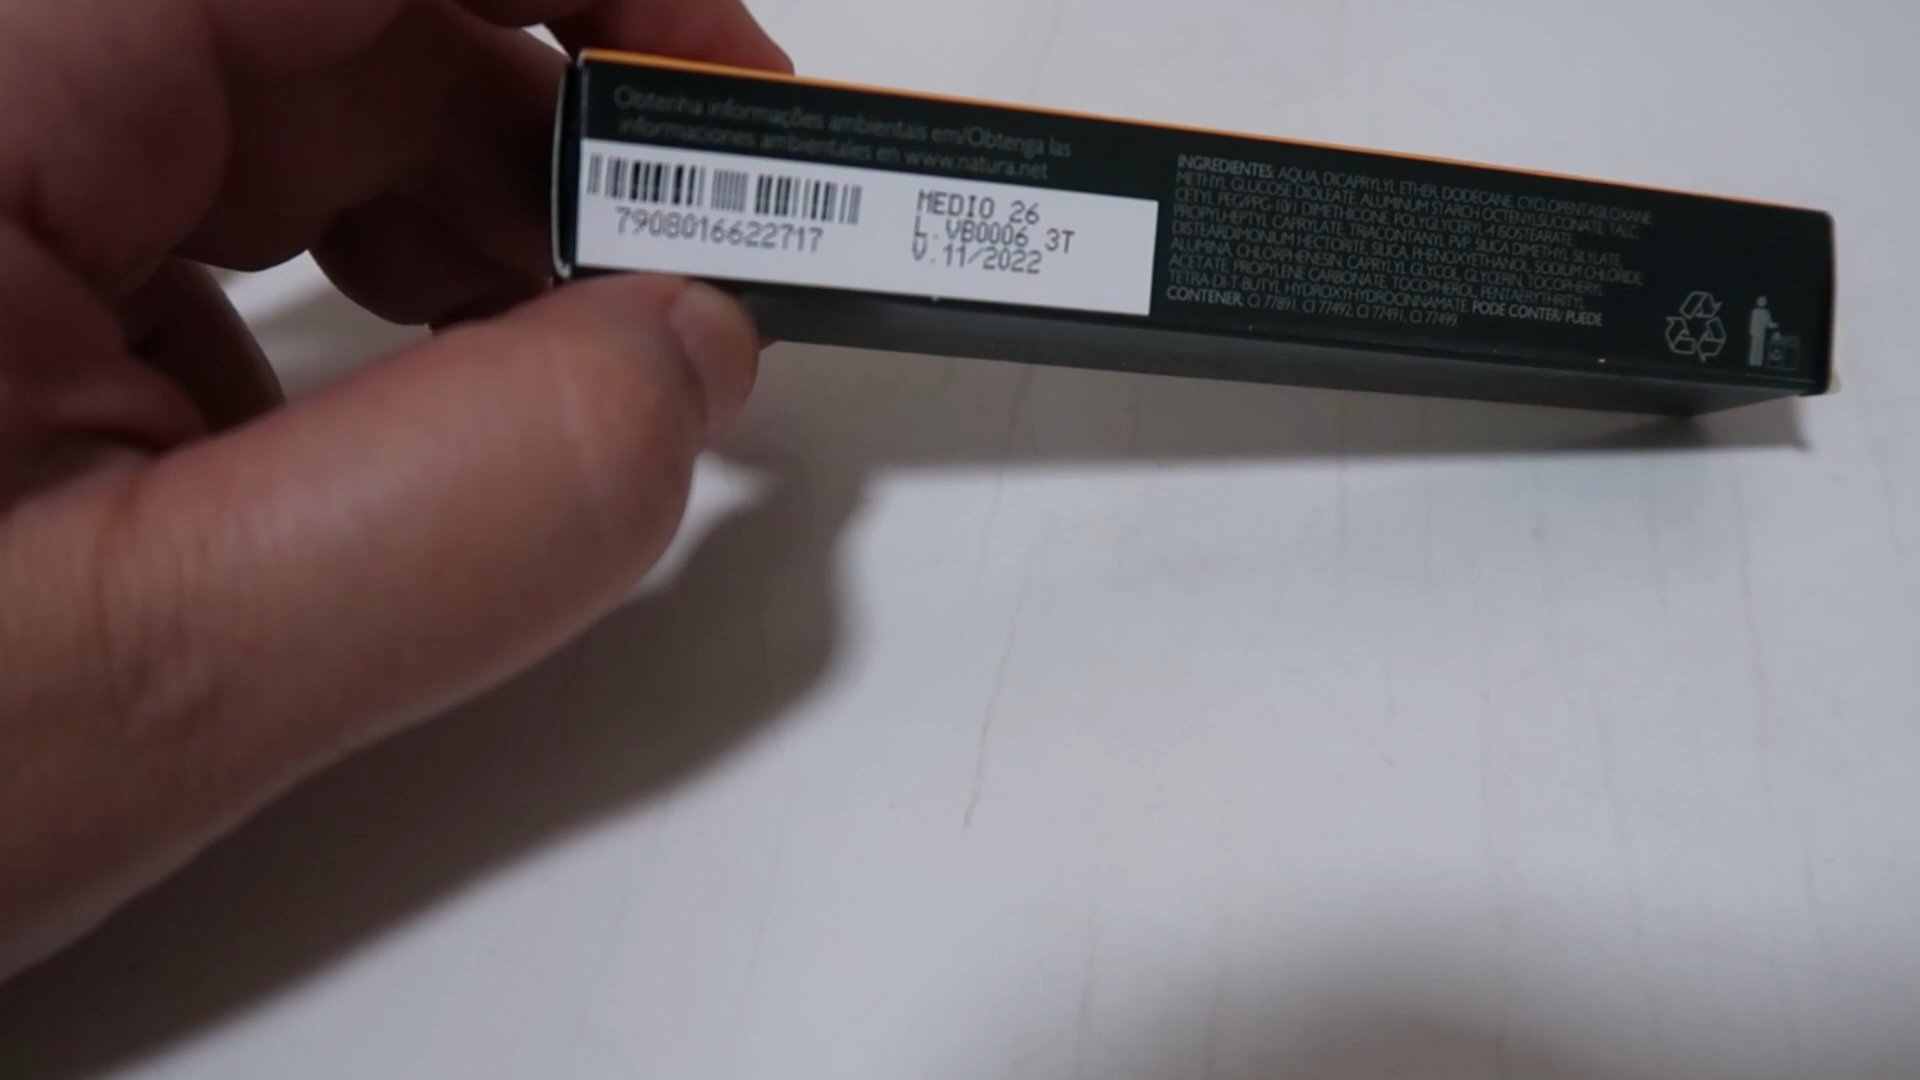 Obtenha informações ambientais em/Obtenga las
informaciones ambientales en www.natura.net
7908016622717
MEDIO 26
L.VB0006 3T
V.11/2022
INGREDIENTES: AQUA, DICAPRYLYL ETHER, DODECANE, CYCLOPENTASILOXANE,
METHYL GLUCOSE DIOLEATE, ALUMINUM STARCH OCTENYLSUCCINATE, TALC,
CETYL PEG/PPG-10/1 DIMETHICONE, POLYGLYCERYL-4 ISOSTEARATE,
PROPYLHEPTYL CAPRYLATE, TRIACONTANYL PVP, SILICA DIMETHYL SILYLATE,
DISTEARDIMONIUM HECTORITE, SILICA, PHENOXYETHANOL, SODIUM CHLORIDE,
ALUMINA, CHLORPHENESIN, CAPRYLYL GLYCOL, GLYCERIN, TOCOPHERYL
ACETATE, PROPYLENE CARBONATE, TOCOPHEROL, PENTAERYTHRITYL
TETRA DI-T-BUTYL HYDROXYHYDROCINNAMATE. PODE CONTER/ PUEDE
CONTENER: CI 77891, CI 77492, CI 77491, CI 77499